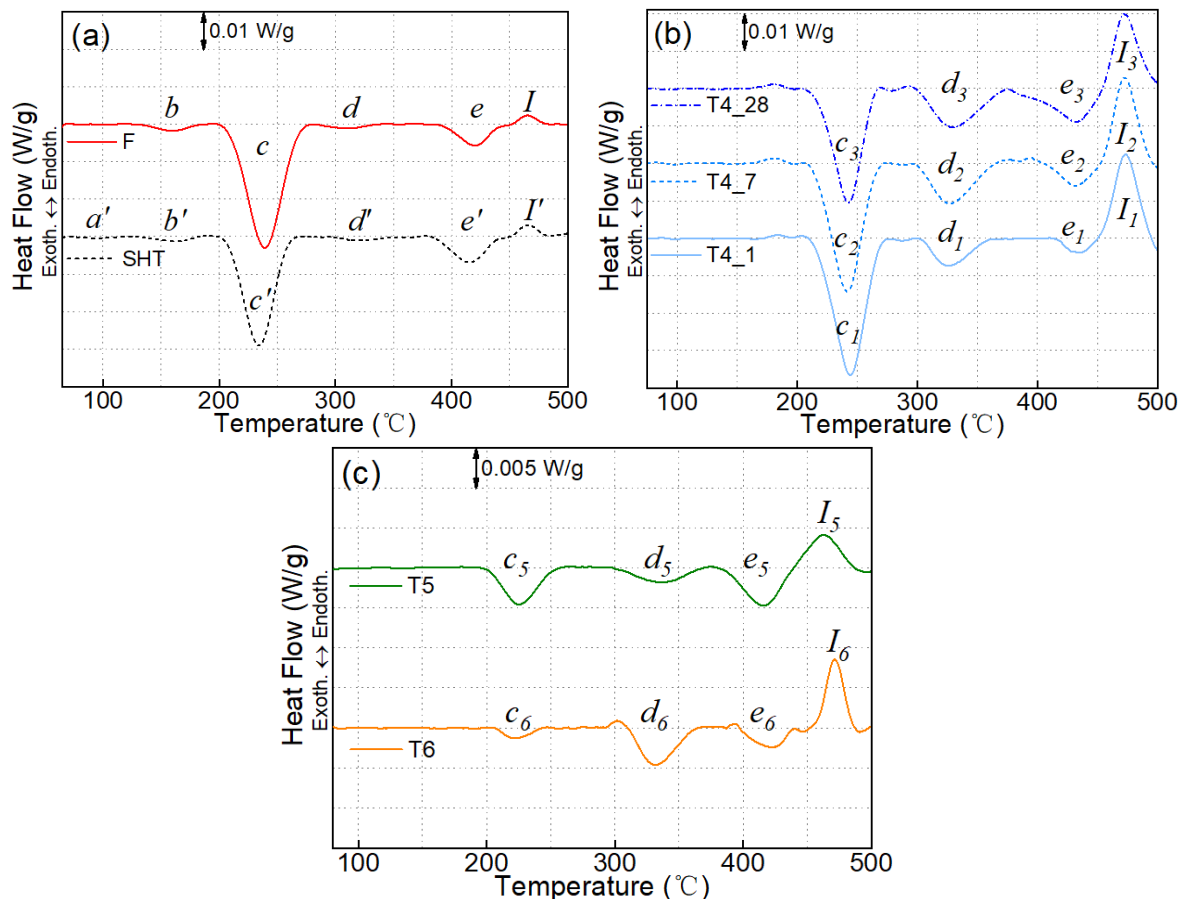 (a)
0.01 W/g
b
d
e
I
F
c
a'
b'
d'
e'
I'
SHT
c'
Heat Flow (W/g)
Exoth. ↔ Endoth.
100 200 300 400 500
Temperature (℃)
(b)
0.01 W/g
I3
d3
e3
T4_28
c3
I2
d2
e2
T4_7
c2
I1
d1
e1
T4_1
c1
Heat Flow (W/g)
Exoth. ↔ Endoth.
100 200 300 400 500
Temperature (℃)
(c)
0.005 W/g
I5
c5
d5
e5
T5
I6
c6
d6
e6
T6
Heat Flow (W/g)
Exoth. ↔ Endoth.
100 200 300 400 500
Temperature (℃)